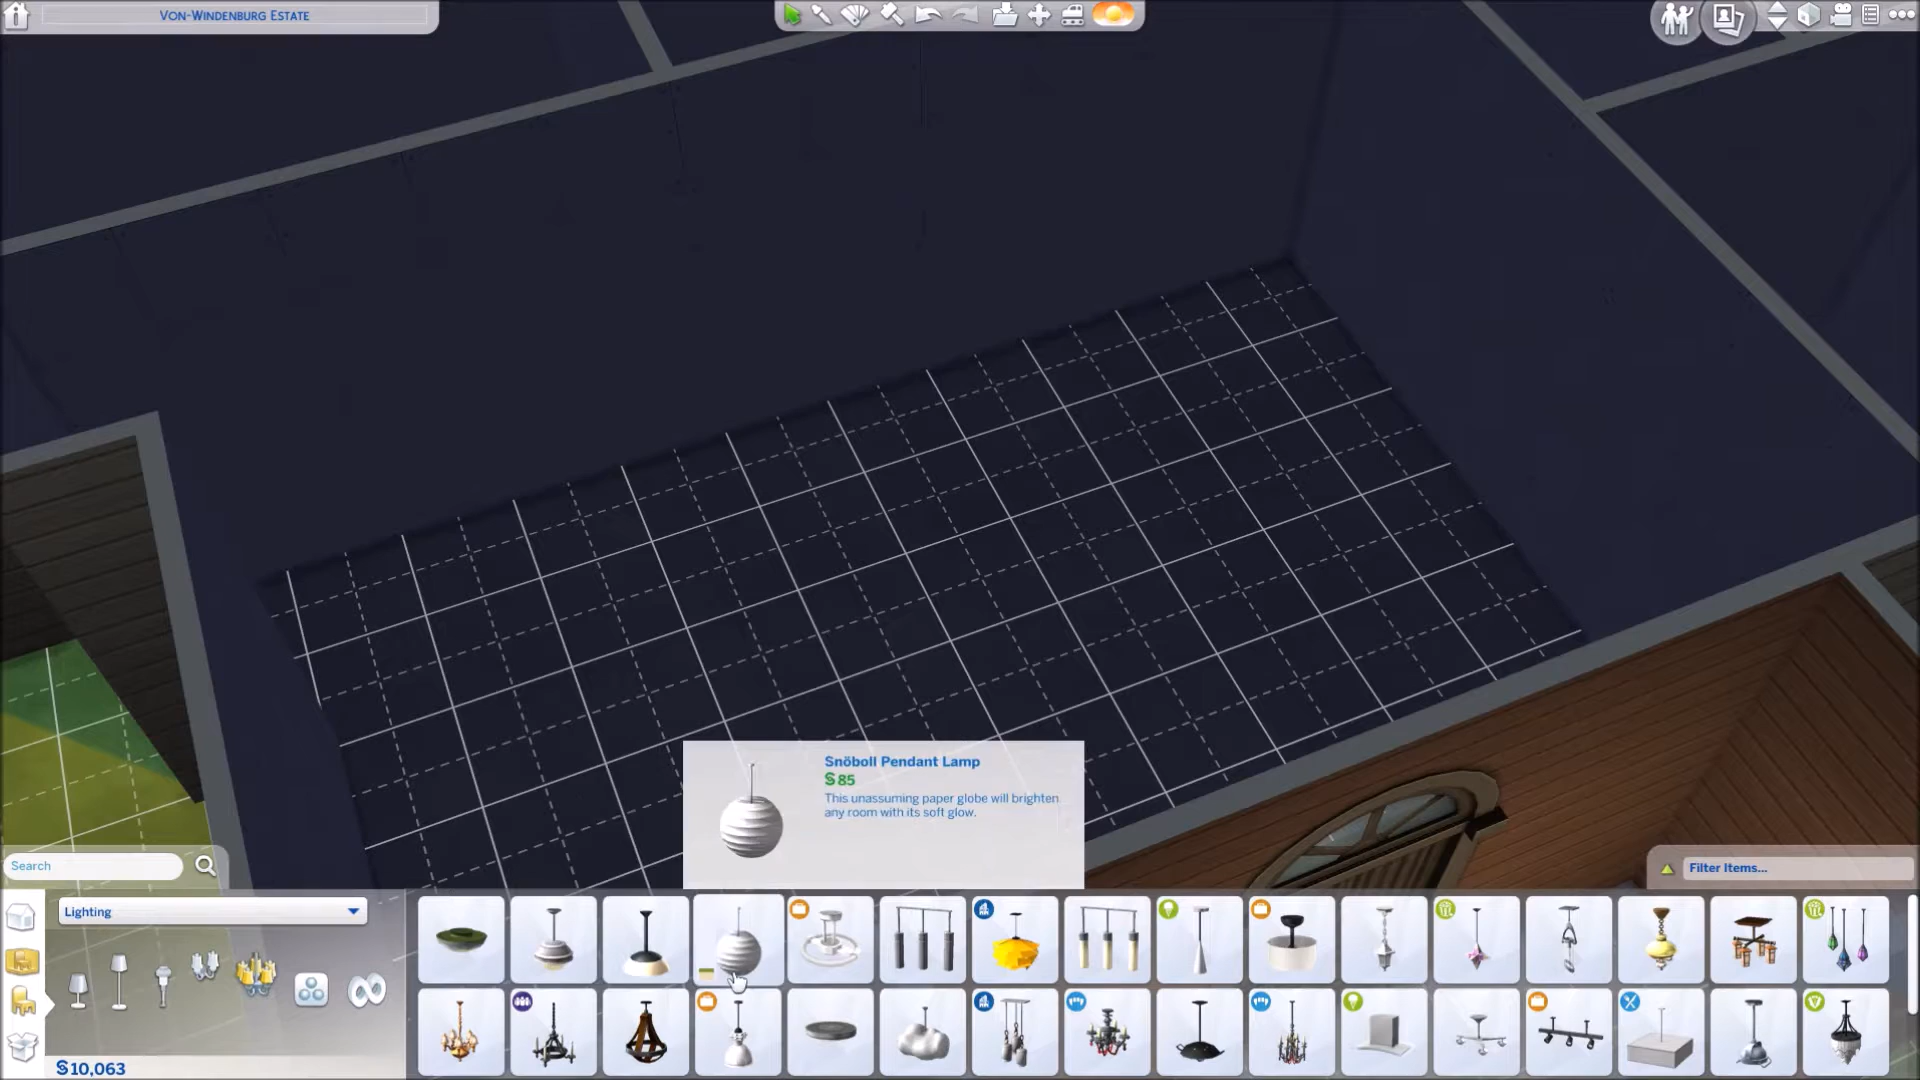 Von-Windenburg Estate
Snöboll Pendant Lamp
§85
This unassuming paper globe will brighten
any room with its soft glow.
Search
Filter Items...
Lighting
§10,063